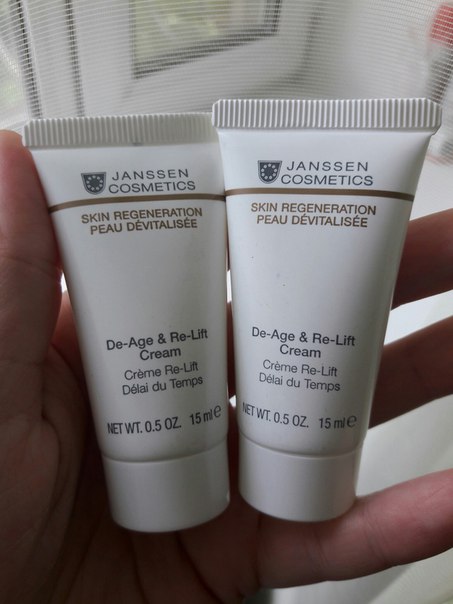 JANSSEN
COSMETICS
SKIN REGENERATION
PEAU DÉVITALISÉE
De-Age & Re-Lift
Cream
Crème Re-Lift
Délai du Temps
NET WT. 0.5 OZ. 15 ml ℮
JANSSEN
COSMETICS
SKIN REGENERATION
PEAU DÉVITALISÉE
De-Age & Re-Lift
Cream
Crème Re-Lift
Délai du Temps
NET WT. 0.5 OZ. 15 ml ℮